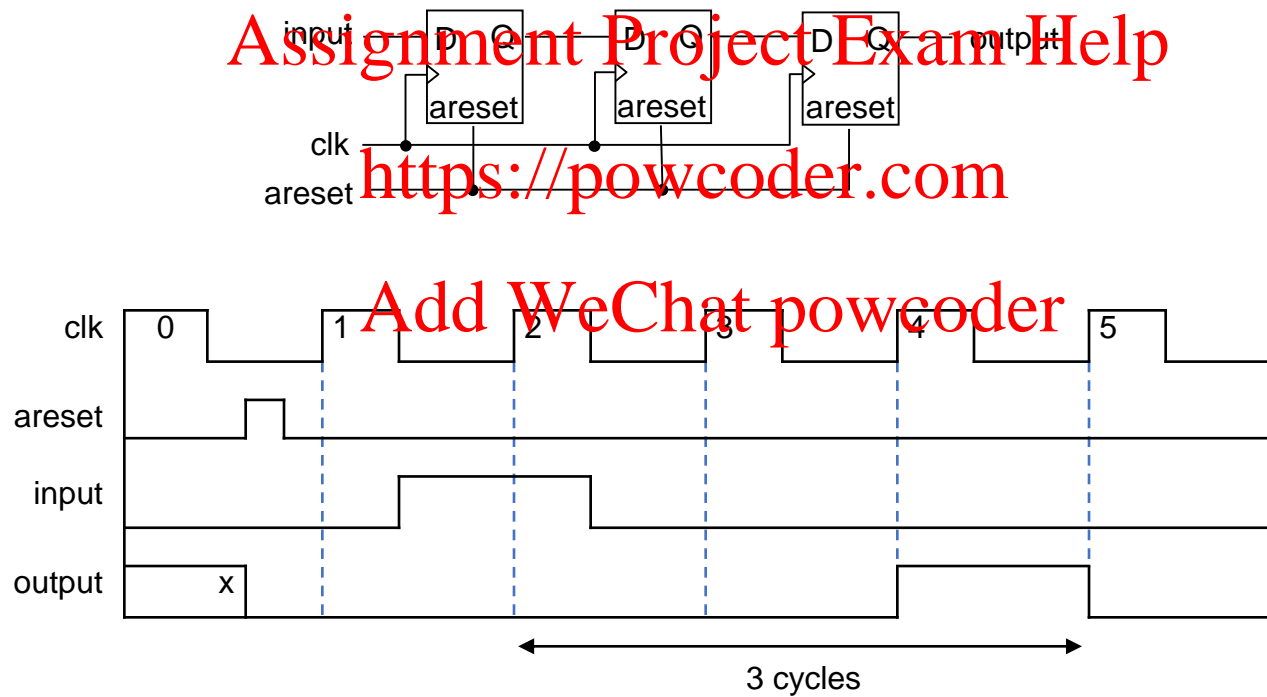 input D Q D Q D Q output
Assignment Project Exam Help
areset areset areset
clk
https://powcoder.com
areset
Add WeChat powcoder
clk 0 1 2 3 4 5
areset
input
output x
3 cycles